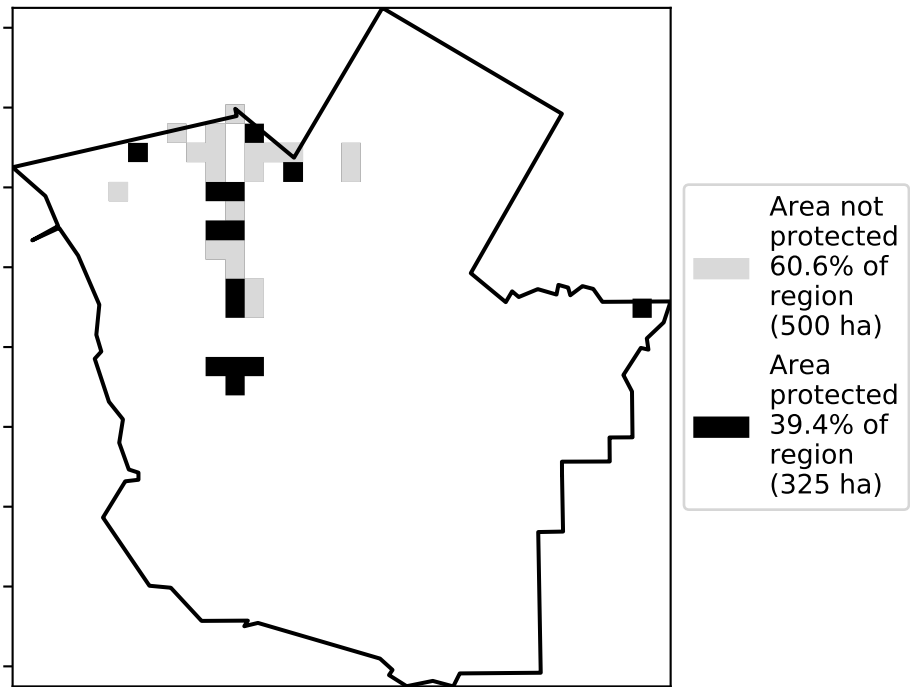 Area not
protected
60.6% of
region
(500 ha)
Area
protected
39.4% of
region
(325 ha)